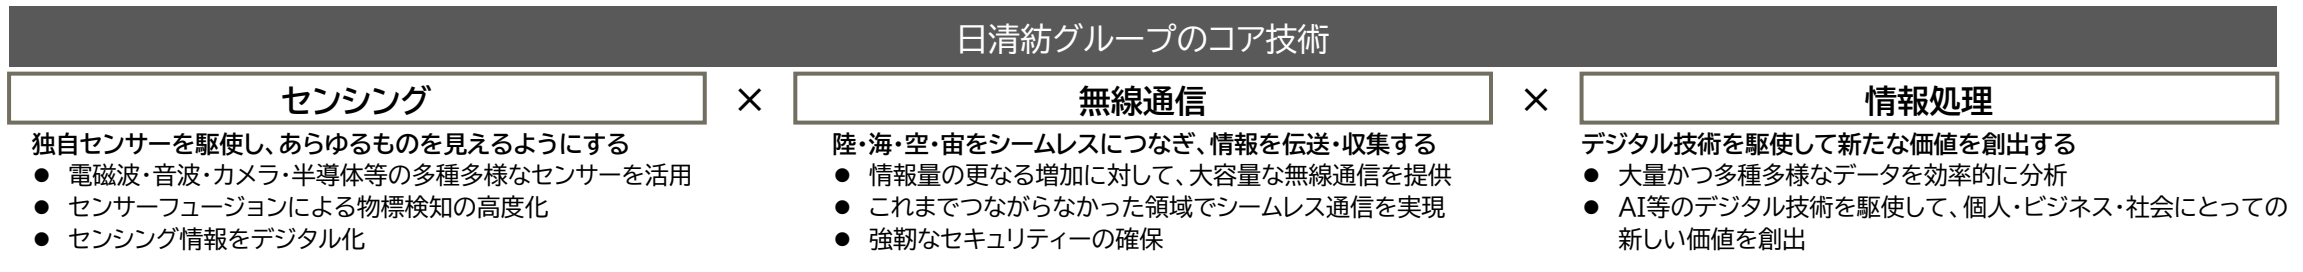 日清紡グループのコア技術
センシング
×
無線通信
×
情報処理
独自センサーを駆使し、あらゆるものを見えるようにする
● 電磁波・音波・カメラ・半導体等の多種多様なセンサーを活用
● センサーフュージョンによる物標検知の高度化
● センシング情報をデジタル化
陸・海・空・宙をシームレスにつなぎ、情報を伝送・収集する
● 情報量の更なる増加に対して、大容量な無線通信を提供
● これまでつながらなかった領域でシームレス通信を実現
● 強靭なセキュリティーの確保
デジタル技術を駆使して新たな価値を創出する
● 大量かつ多種多様なデータを効率的に分析
● AI等のデジタル技術を駆使して、個人・ビジネス・社会にとっての
新しい価値を創出